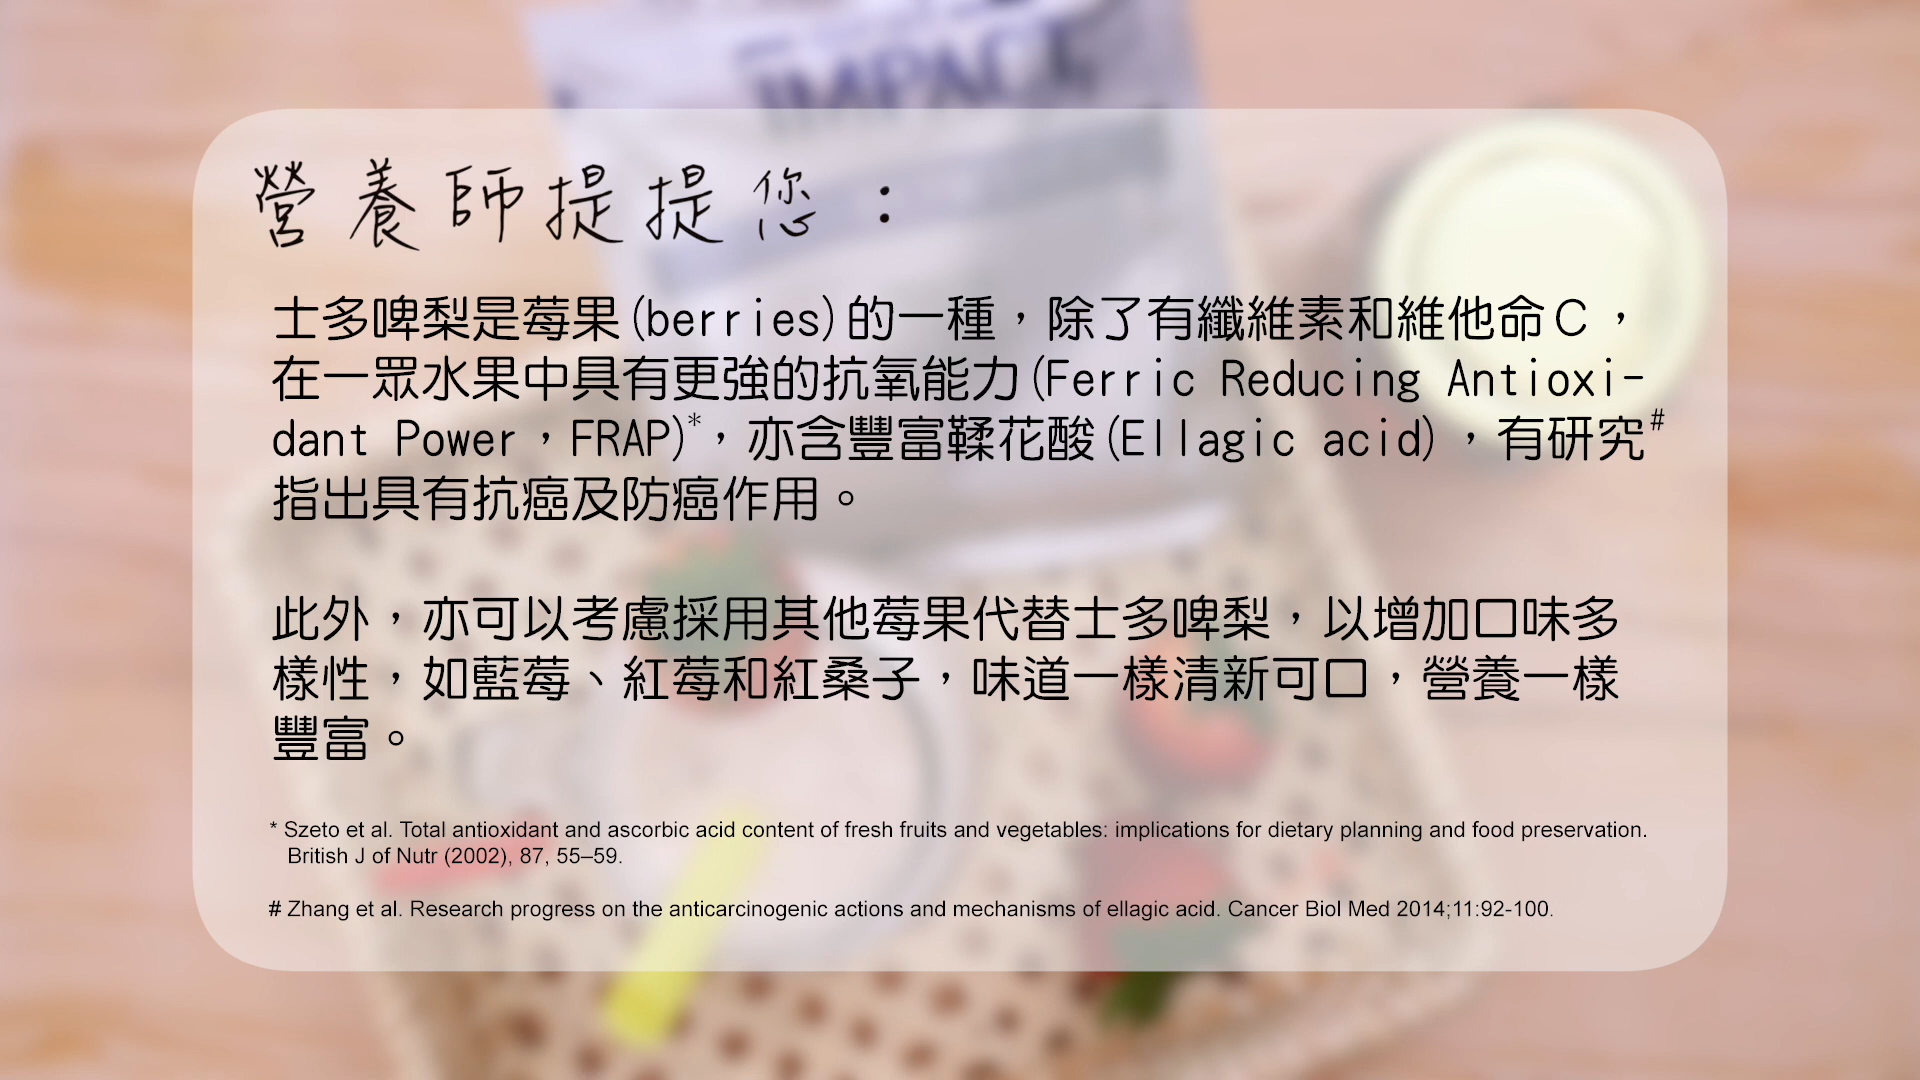 IMPACT
營養師提提您：
士多啤梨是莓果(berries)的一種，除了有纖維素和維他命C，
在一眾水果中具有更強的抗氧能力(Ferric Reducing Antioxi-
dant Power，FRAP)*，亦含豐富鞣花酸(Ellagic acid)，有研究#
指出具有抗癌及防癌作用。
此外，亦可以考慮採用其他莓果代替士多啤梨，以增加口味多
樣性，如藍莓、紅莓和紅桑子，味道一樣清新可口，營養一樣
豐富。
* Szeto et al. Total antioxidant and ascorbic acid content of fresh fruits and vegetables: implications for dietary planning and food preservation.
British J of Nutr (2002), 87, 55–59.
# Zhang et al. Research progress on the anticarcinogenic actions and mechanisms of ellagic acid. Cancer Biol Med 2014;11:92-100.